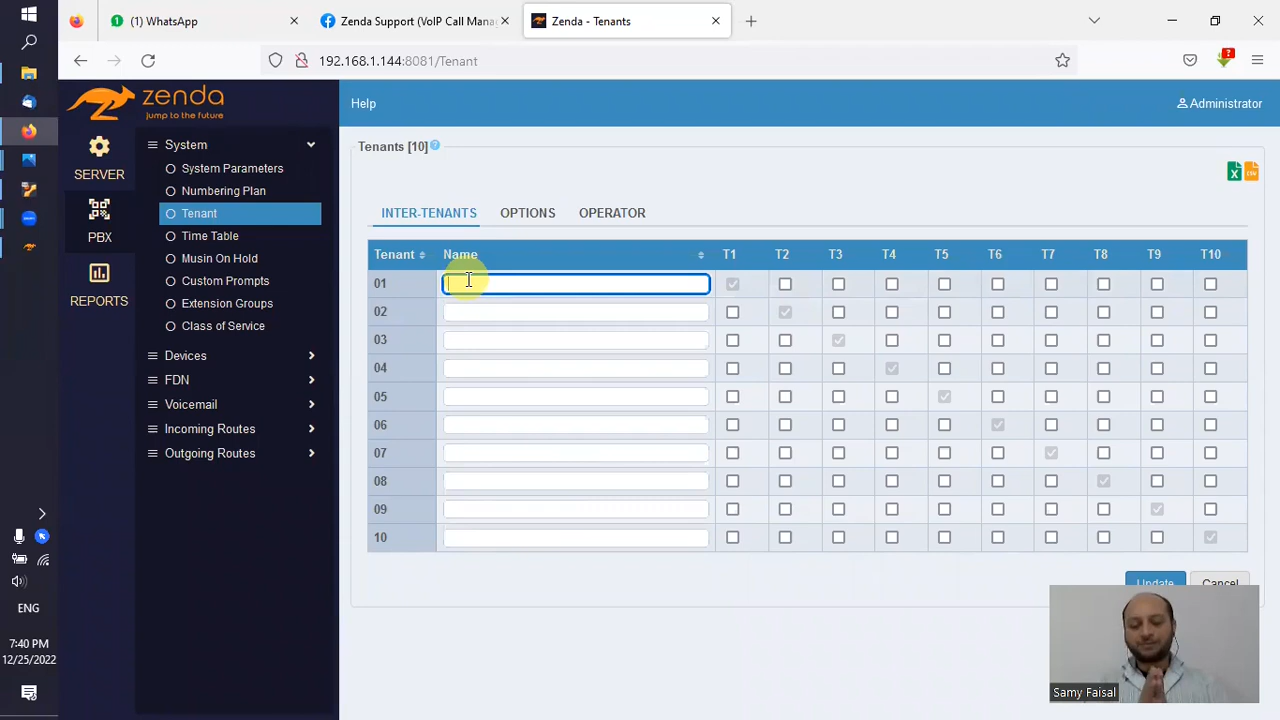 (1) WhatsApp
Zenda Support (VoIP Call Mana
Zenda - Tenants
192.168.1.144:8081/Tenant
zenda
jump to the future
Help
Administrator
SERVER
PBX
REPORTS
System
System Parameters
Numbering Plan
Tenant
Time Table
Musin On Hold
Custom Prompts
Extension Groups
Class of Service
Devices
FDN
Voicemail
Incoming Routes
Outgoing Routes
Tenants [10]
INTER-TENANTS OPTIONS OPERATOR
Tenant Name T1 T2 T3 T4 T5 T6 T7 T8 T9 T10
01
02
03
04
05
06
07
08
09
10
Update Cancel
Samy Faisal
ENG
7:40 PM
12/25/2022